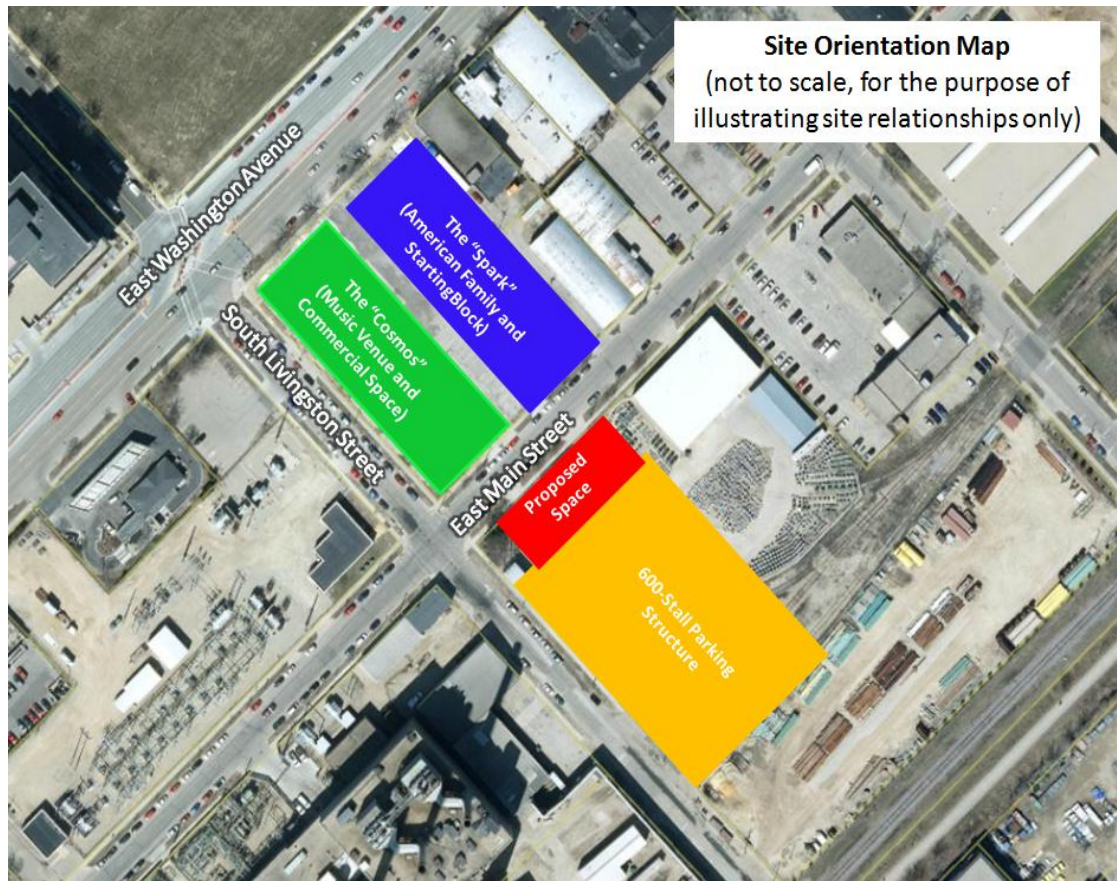 Site Orientation Map
(not to scale, for the purpose of
illustrating site relationships only)
East Washington Avenue
The "Spark"
(American Family and
StartingBlock)
The "Cosmos"
(Music Venue and
Commercial Space)
South Livingston Street
East Main Street
Proposed
Space
600-Stall Parking
Structure